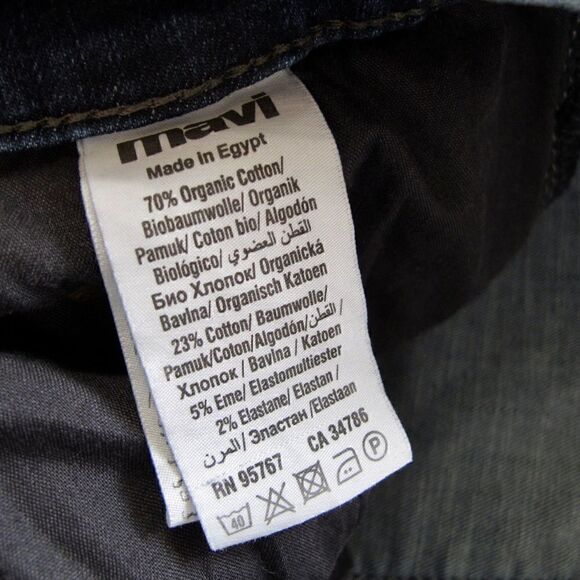 mavi
Made in Egypt
70% Organic Cotton/
Biobaumwolle/ Organik
Pamuk/ Coton bio/ Algodón
Biológico/ القطن العضوي/
Био Хлопок/ Organická
Bavlna/ Organisch Katoen
23% Cotton/ Baumwolle/
Pamuk/Coton/Algodón/القطن/
Хлопок / Bavlna / Katoen
5% Eme/ Elastomultiester
2% Elastane/ Elastan /
المرن/ Эластан /Elastaan
RN 95767 CA 34786
40 P